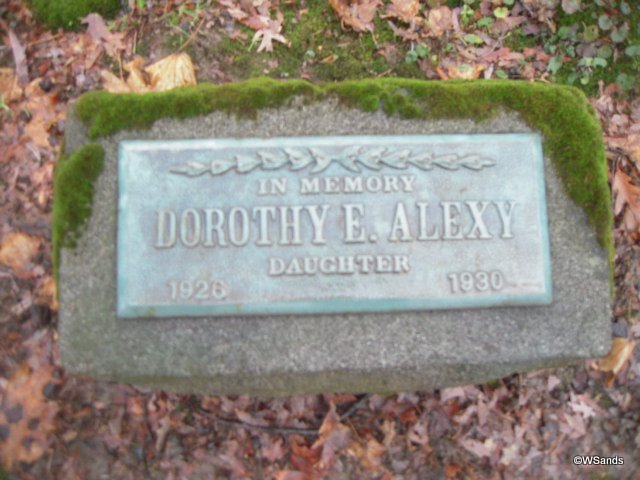 IN MEMORY
DOROTHY E. ALEXY
DAUGHTER
1926 1930
©WSands